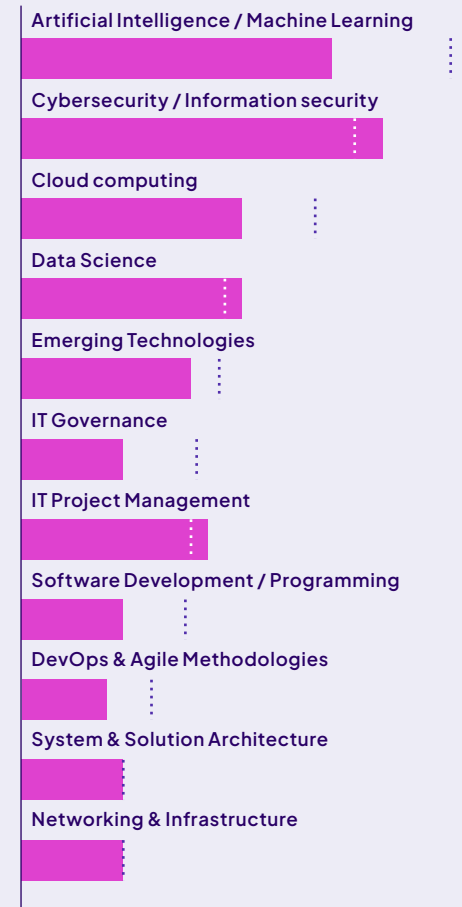 Artificial Intelligence / Machine Learning
Cybersecurity / Information security
Cloud computing
Data Science
Emerging Technologies
IT Governance
IT Project Management
Software Development / Programming
DevOps & Agile Methodologies
System & Solution Architecture
Networking & Infrastructure